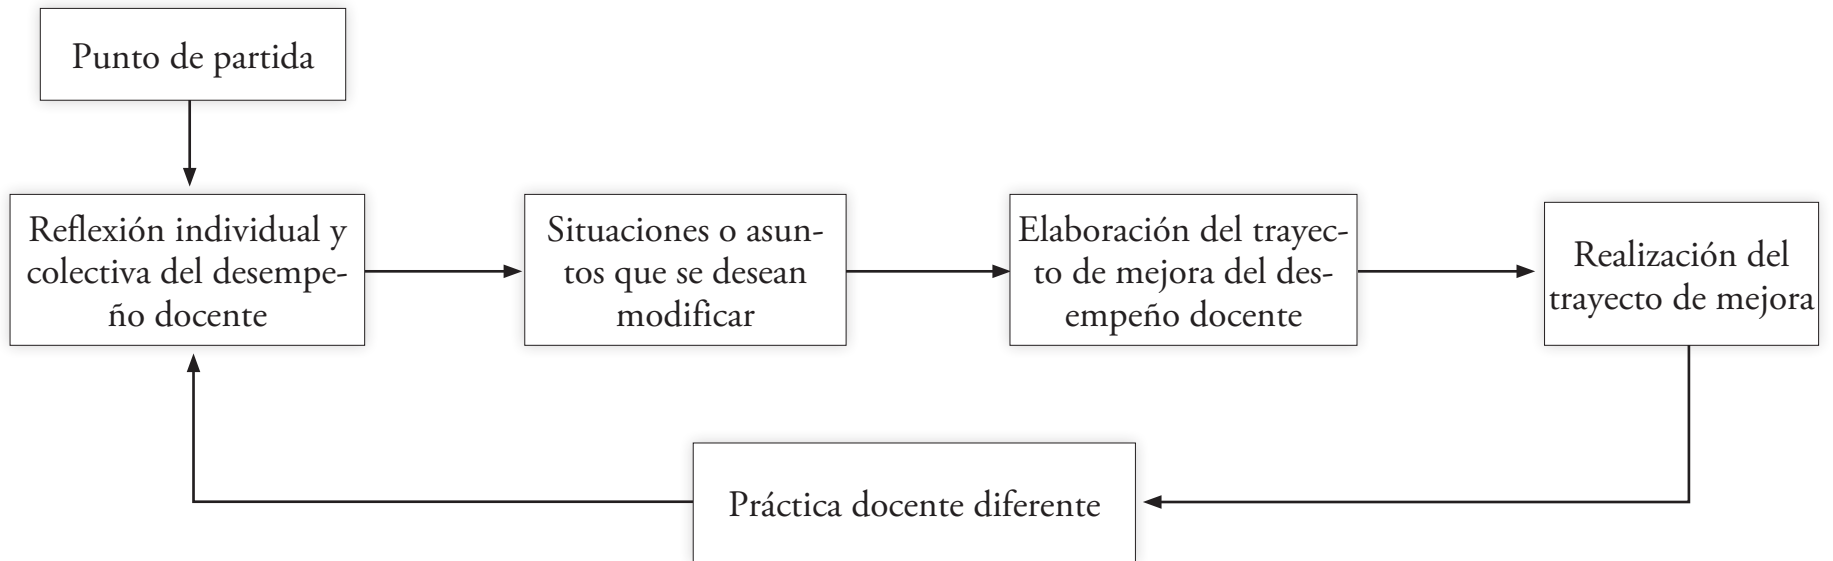 Punto de partida
Reflexión individual y
colectiva del desempe-
ño docente
Situaciones o asun-
tos que se desean
modificar
Elaboración del trayec-
to de mejora del des-
empeño docente
Realización del
trayecto de mejora
Práctica docente diferente